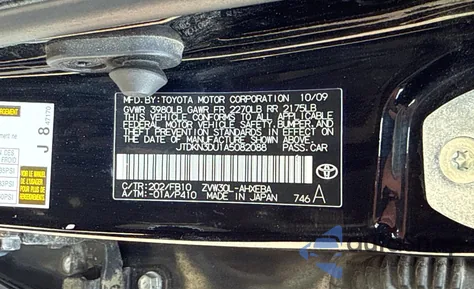 MFD.BY:TOYOTA MOTOR CORPORATION 10/09
GVWR 3980LB GAWR FR 2270LB RR 2175LB
THIS VEHICLE CONFORMS TO ALL APPLICABLE
FEDERAL MOTOR VEHICLE SAFETY,
BUMPER, AND THEFT PREVENTION
STANDARDS IN EFFECT ON THE
DATE OF MANUFACTURE SHOWN ABOVE.
JTDKN3DU1A5082088 PASS.CAR
C/TR:202/FB10 ZVW30L-AHXEBA
A/TM:-01A/P410 MADE IN JAPAN
746 A
J 8
PSI